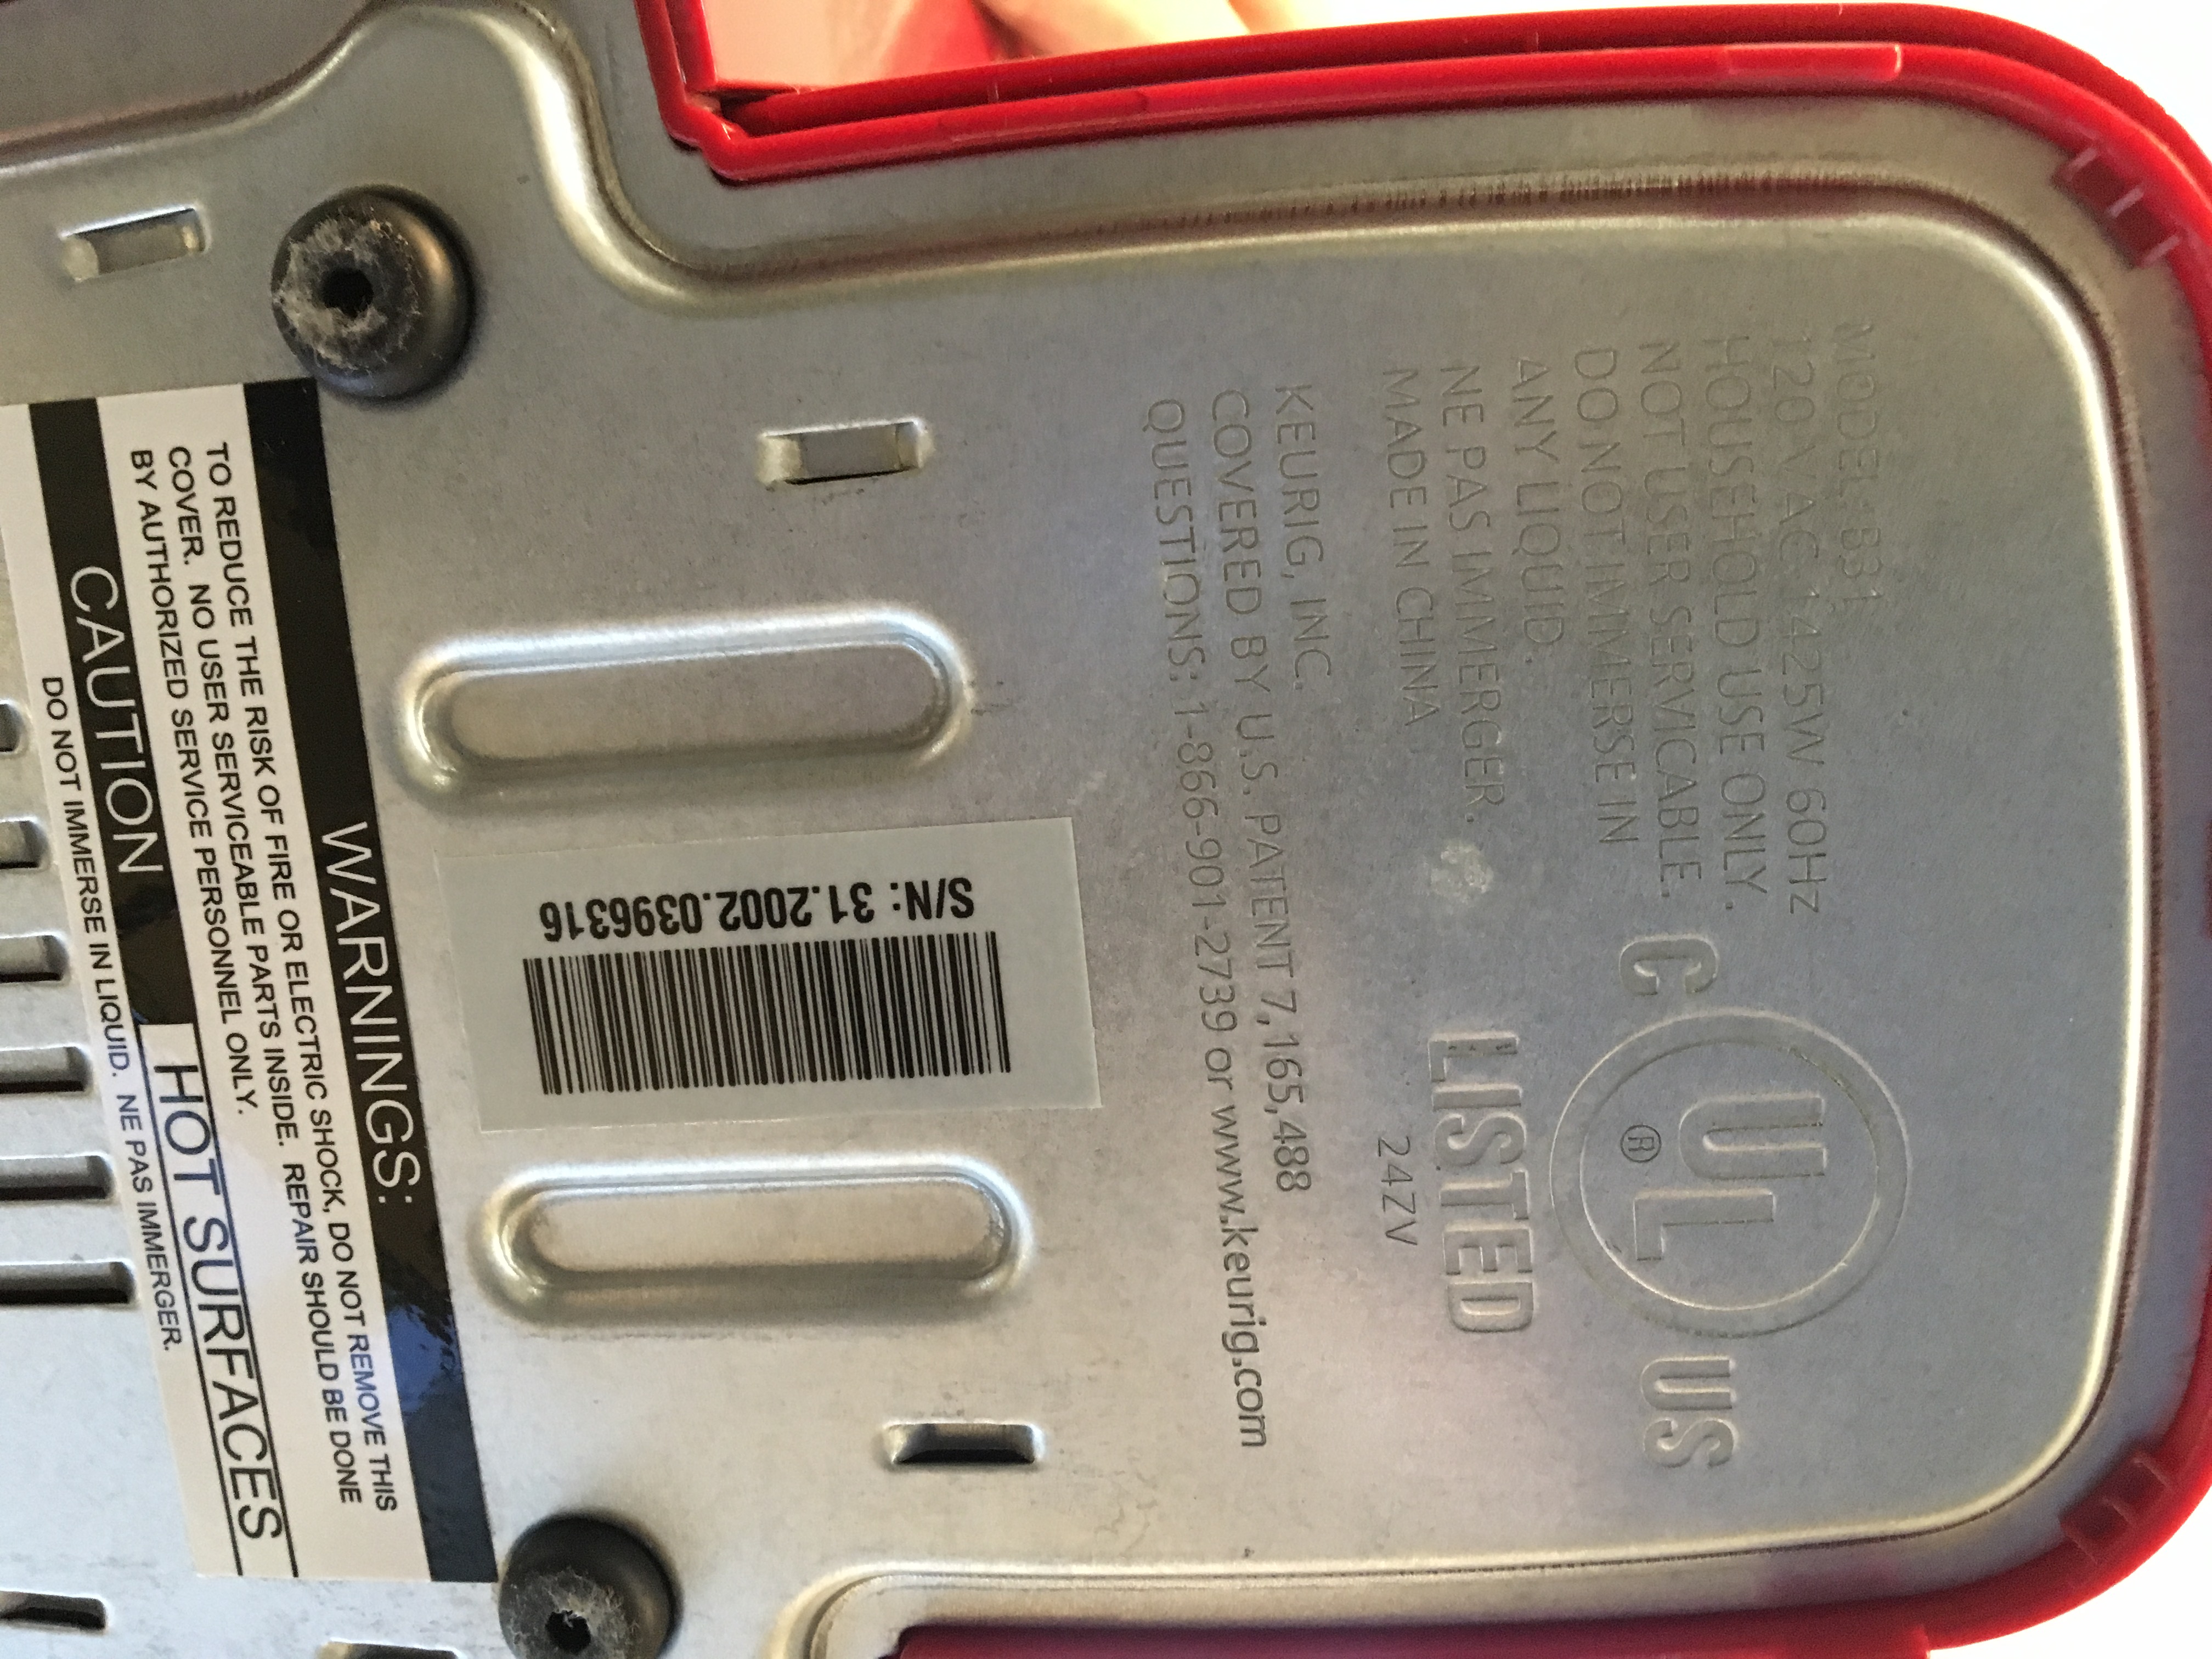 MODEL: B31
120 VAC 1425W 60Hz
HOUSEHOLD USE ONLY.
NOT USER SERVICABLE.
DO NOT IMMERSE IN
ANY LIQUID.
NE PAS IMMERGER.
MADE IN CHINA
C UL US
®
LISTED
24ZV
KEURIG, INC.
COVERED BY U.S. PATENT 7,165,488
QUESTIONS: 1-866-901-2739 or www.keurig.com
S/N: 31.2002.0396316
WARNINGS:
TO REDUCE THE RISK OF FIRE OR ELECTRIC SHOCK, DO NOT REMOVE THIS
COVER. NO USER SERVICEABLE PARTS INSIDE. REPAIR SHOULD BE DONE
BY AUTHORIZED SERVICE PERSONNEL ONLY.
CAUTION HOT SURFACES
DO NOT IMMERSE IN LIQUID. NE PAS IMMERGER.